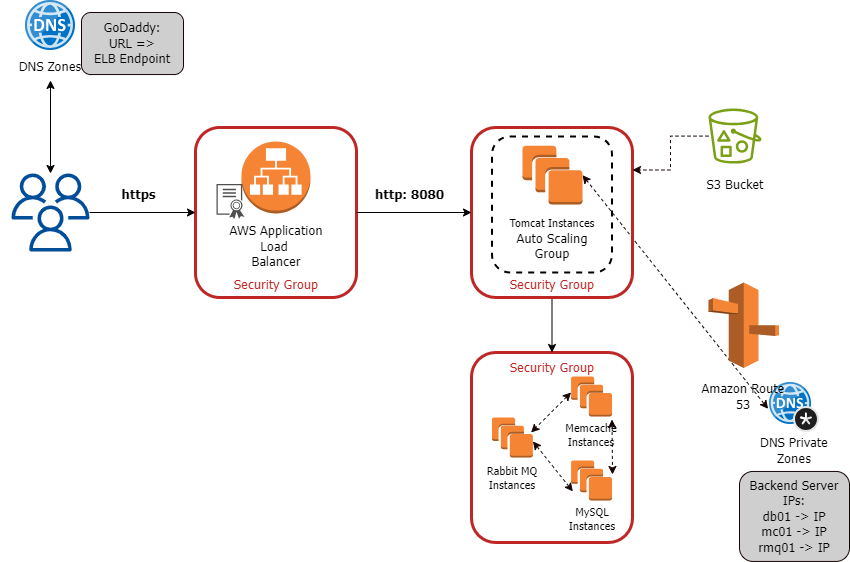 DNS
DNS Zones
GoDaddy:
URL =>
ELB Endpoint
https
AWS Application
Load
Balancer
Security Group
http: 8080
Tomcat Instances
Auto Scaling
Group
Security Group
S3 Bucket
Amazon Route
53
DNS
DNS Private
Zones
Backend Server
IPs:
db01 -> IP
mc01 -> IP
rmq01 -> IP
Security Group
Memcache
Instances
Rabbit MQ
Instances
MySQL
Instances